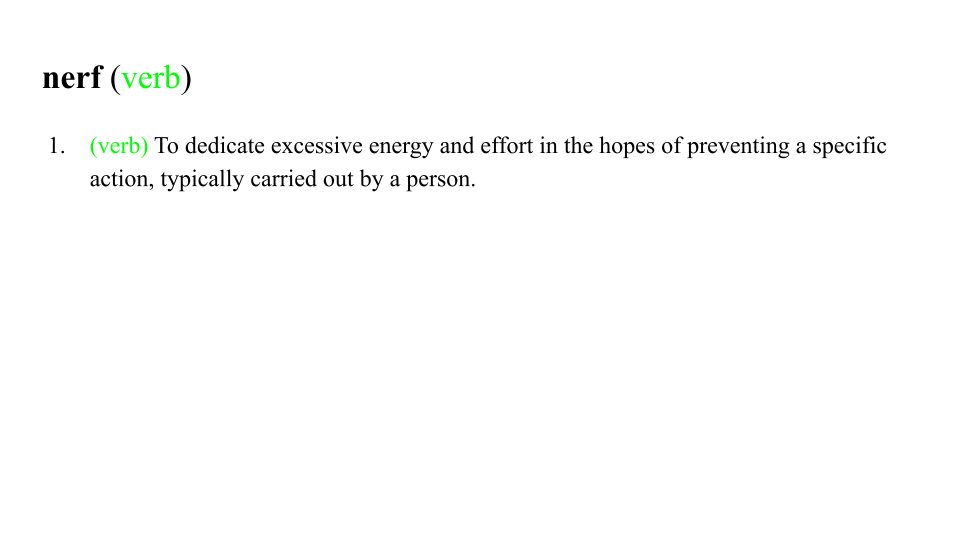 nerf (verb)
1. (verb) To dedicate excessive energy and effort in the hopes of preventing a specific
action, typically carried out by a person.